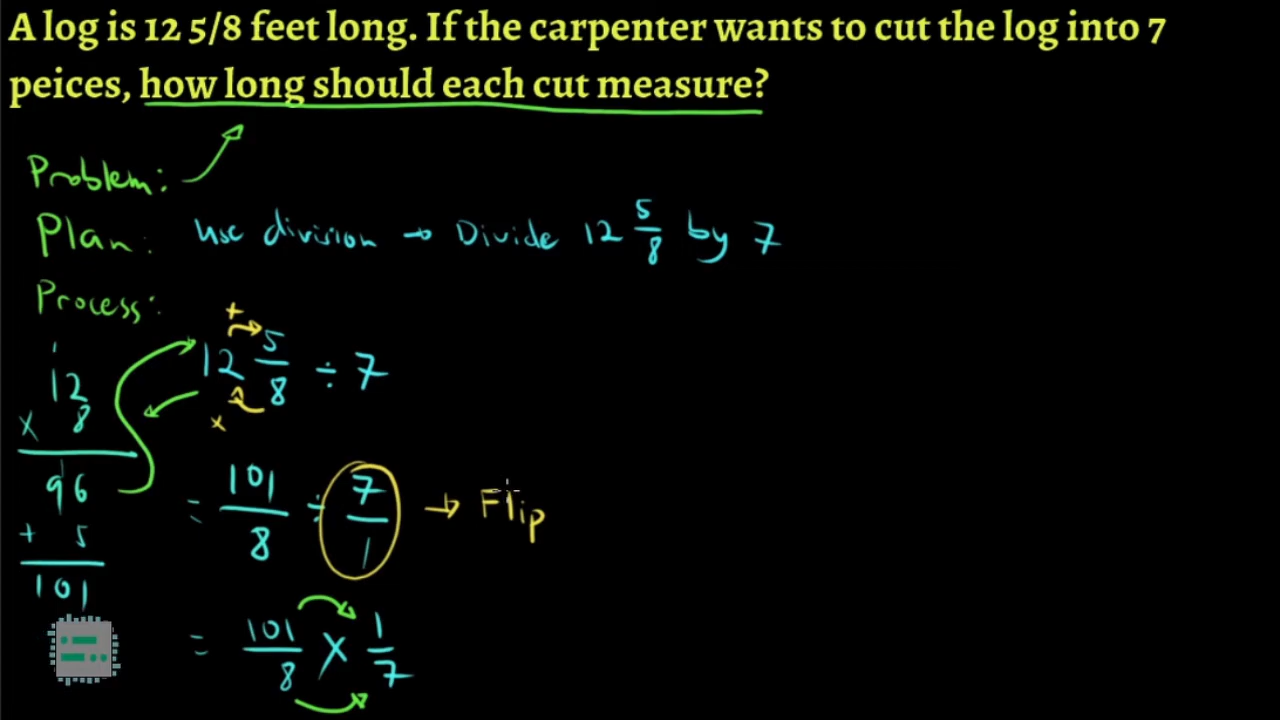 A log is 12 5/8 feet long. If the carpenter wants to cut the log into 7
peices, how long should each cut measure?
Problem:
Plan: Use division → Divide 12 5/8 by 7
Process:
+
12 5/8 ÷ 7
x
1
12
x 8
96
+ 5
101
= 101/8 ÷ 7/1 → Flip
= 101/8 x 1/7